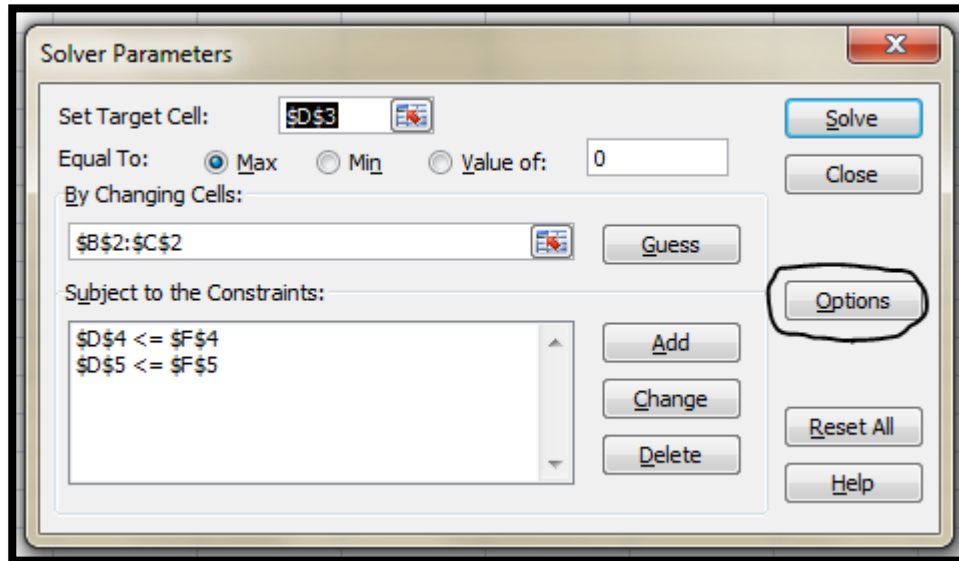 Solver Parameters
X
Set Target Cell: $D$3
Solve
Equal To: Max Min Value of: 0
Close
By Changing Cells:
$B$2:$C$2
Guess
Subject to the Constraints:
Options
$D$4 <= $F$4
Add
$D$5 <= $F$5
Change
Reset All
Delete
Help